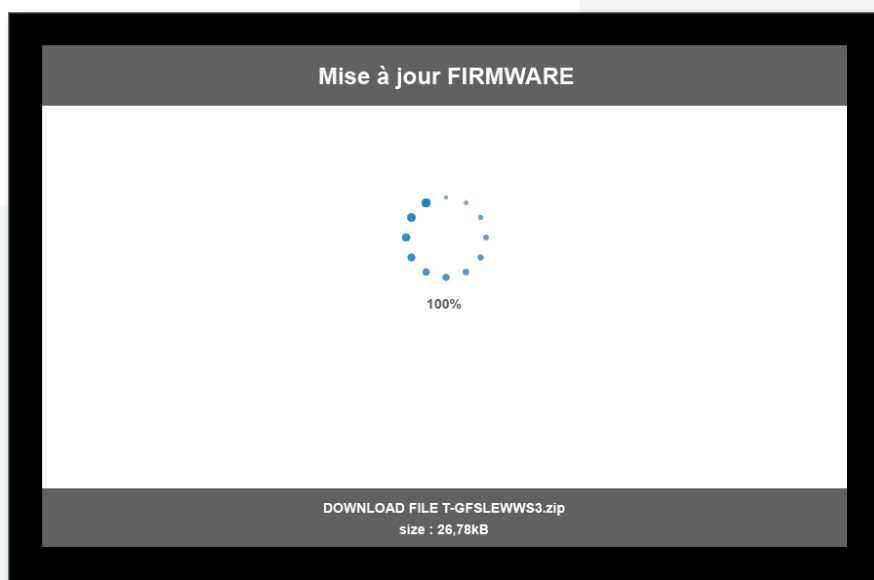 Mise à jour FIRMWARE
100%
DOWNLOAD FILE T-GFSLEWWS3.zip
size : 26,78kB